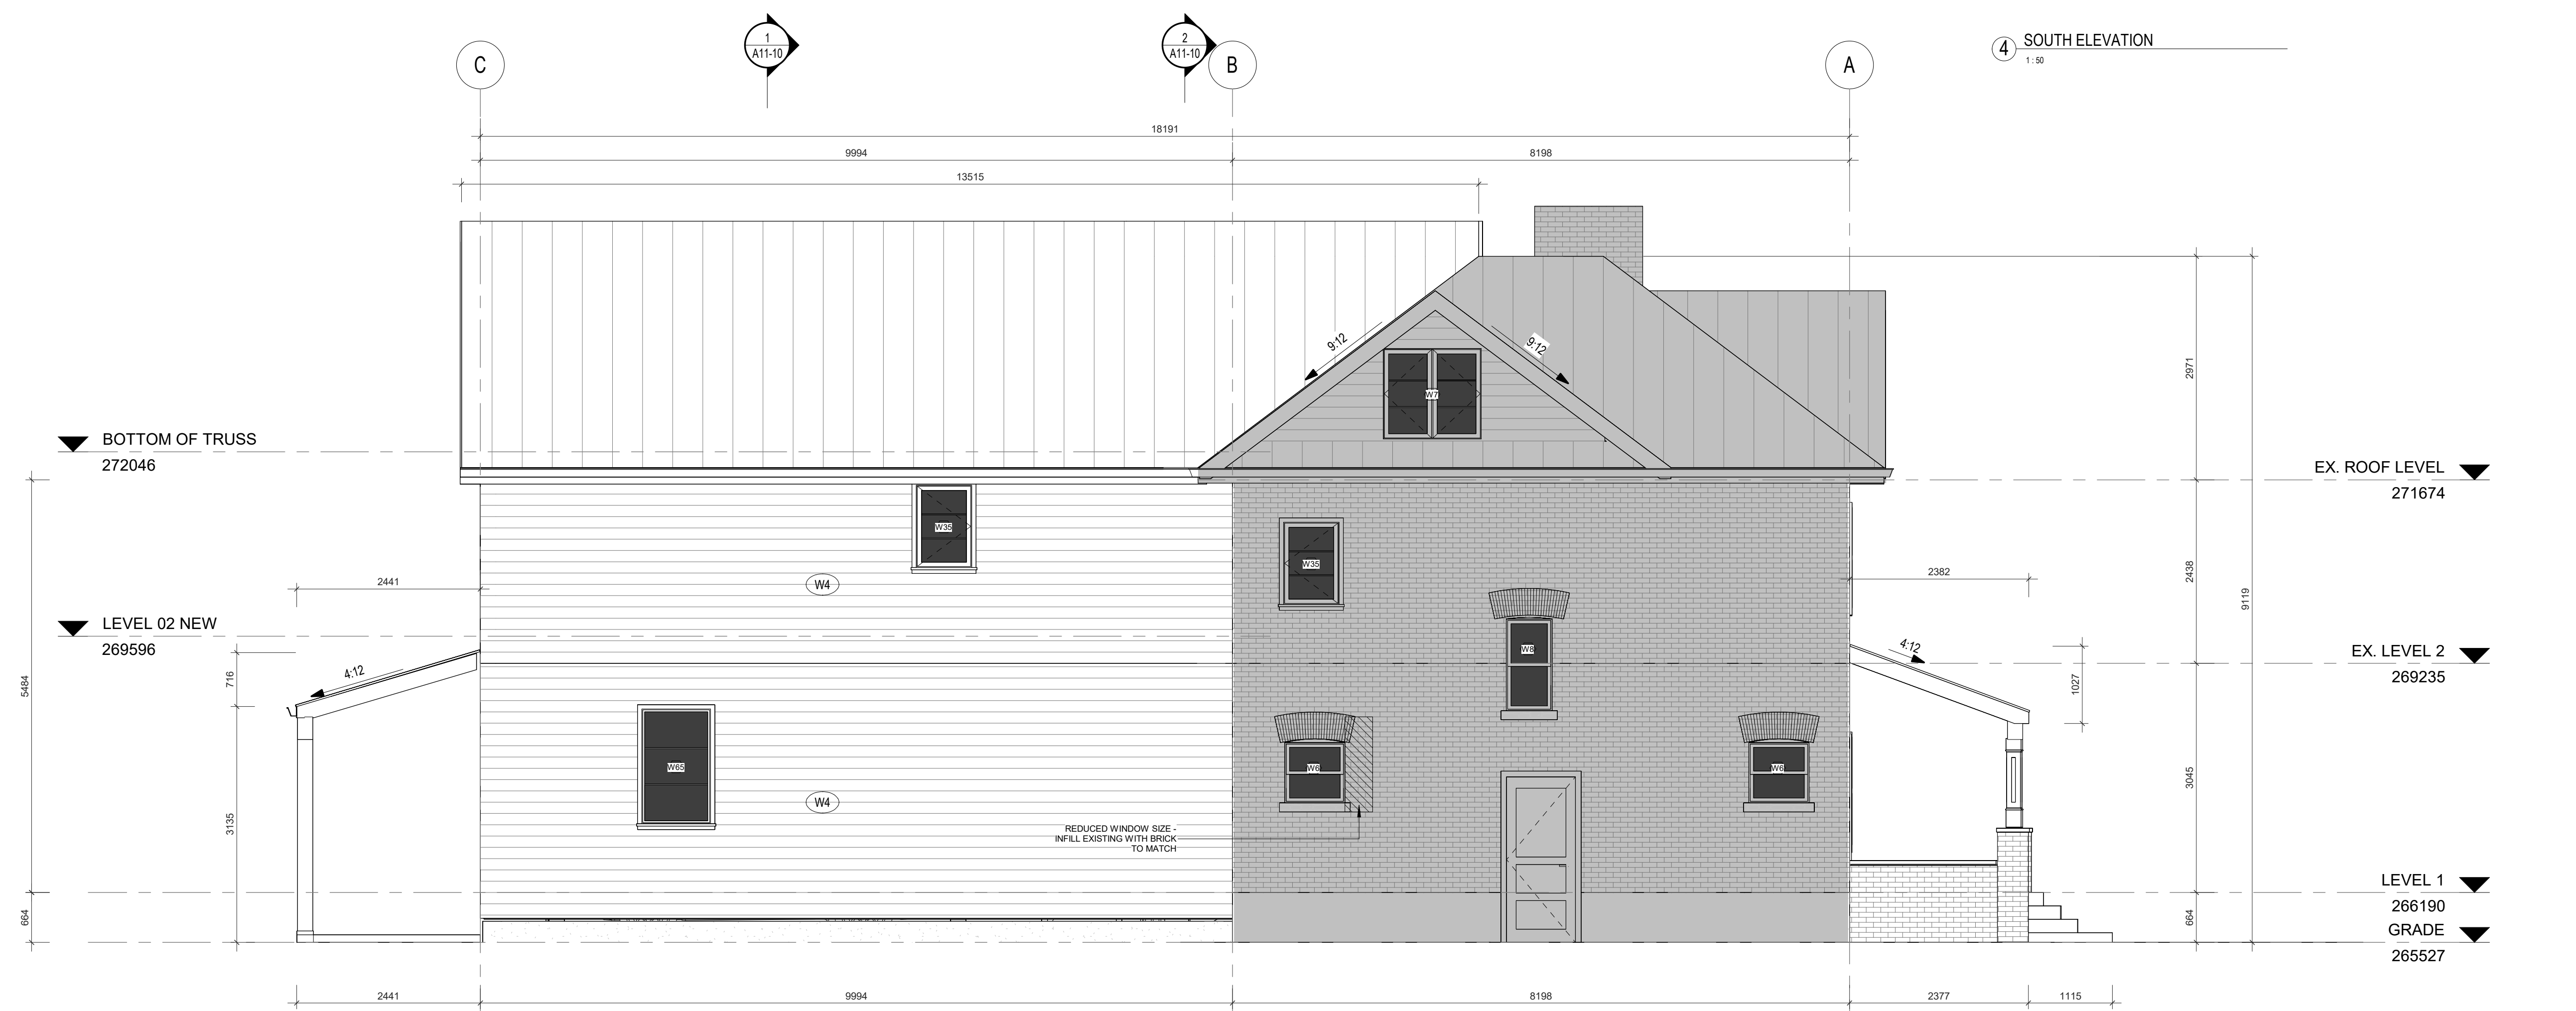 1
A11-10
2
A11-10
C
B
A
4
SOUTH ELEVATION
1 : 50
18191
9994
8198
13515
9:12
9:12
W7
BOTTOM OF TRUSS
272046
EX. ROOF LEVEL
271674
2971
W35
W35
2441
W4
2382
2438
9119
LEVEL 02 NEW
269596
EX. LEVEL 2
269235
4:12
4:12
716
5484
W8
1027
W65
W6
W6
3045
W4
3135
REDUCED WINDOW SIZE -
INFILL EXISTING WITH BRICK
TO MATCH
LEVEL 1
266190
664
664
GRADE
265527
2441
9994
8198
2377
1115